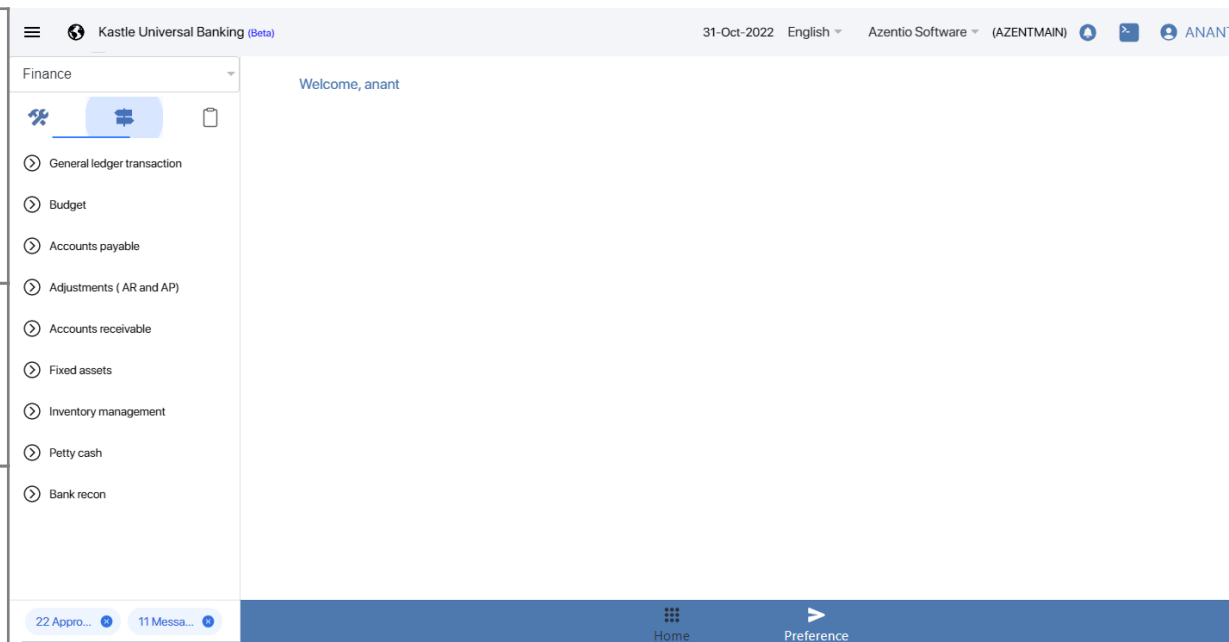 Kastle Universal Banking (Beta) 31-Oct-2022 English Azentio Software (AZENTMAIN) ANANT
Finance
Welcome, anant
General ledger transaction
Budget
Accounts payable
Adjustments ( AR and AP)
Accounts receivable
Fixed assets
Inventory management
Petty cash
Bank recon
22 Appro... 11 Messa...
Home Preference